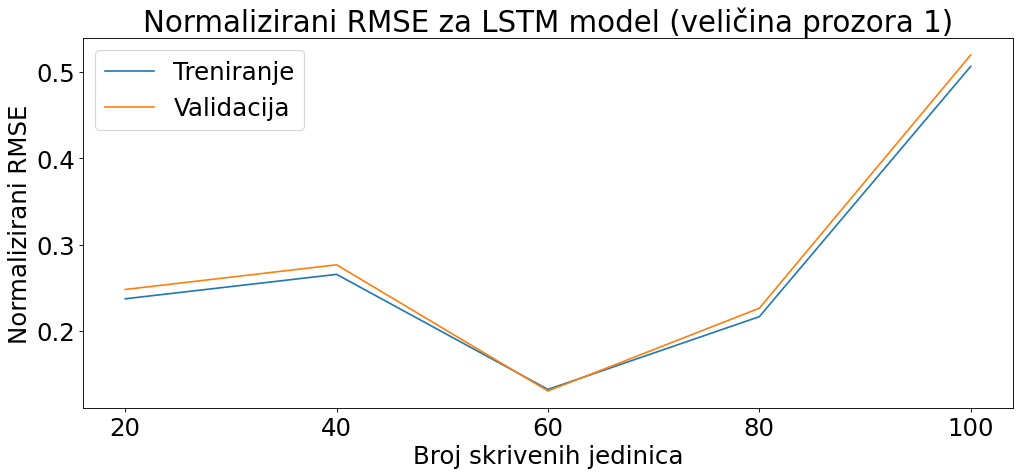 Normalizirani RMSE za LSTM model (veličina prozora 1)
Treniranje
Validacija
Normalizirani RMSE
0.5
0.4
0.3
0.2
20 40 60 80 100
Broj skrivenih jedinica